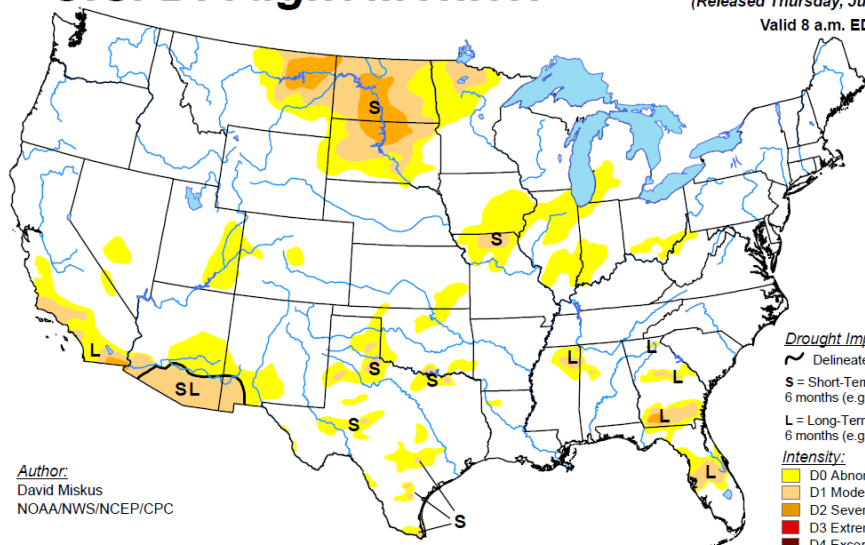 (Released Thursday, Ju
Valid 8 a.m. ED
S
S
L
SL
S
S
S
S
L
L
L
L
L
Drought Imp
Delineate
S = Short-Term
6 months (e.g
L = Long-Term
6 months (e.g
Intensity:
D0 Abnorm
D1 Mode
D2 Sever
D3 Extrem
D4 Excep
Author:
David Miskus
NOAA/NWS/NCEP/CPC